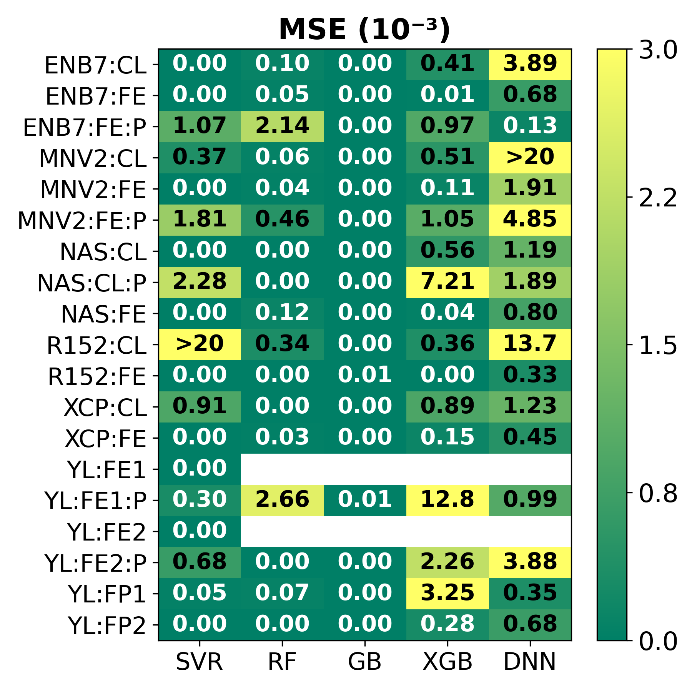 MSE (10⁻³)
ENB7:CL 0.00 0.10 0.00 0.41 3.89
ENB7:FE 0.00 0.05 0.00 0.01 0.68
ENB7:FE:P 1.07 2.14 0.00 0.97 0.13
MNV2:CL 0.37 0.06 0.00 0.51 >20
MNV2:FE 0.00 0.04 0.00 0.11 1.91
MNV2:FE:P 1.81 0.46 0.00 1.05 4.85
NAS:CL 0.00 0.00 0.00 0.56 1.19
NAS:CL:P 2.28 0.00 0.00 7.21 1.89
NAS:FE 0.00 0.12 0.00 0.04 0.80
R152:CL >20 0.34 0.00 0.36 13.7
R152:FE 0.00 0.00 0.01 0.00 0.33
XCP:CL 0.91 0.00 0.00 0.89 1.23
XCP:FE 0.00 0.03 0.00 0.15 0.45
YL:FE1 0.00
YL:FE1:P 0.30 2.66 0.01 12.8 0.99
YL:FE2 0.00
YL:FE2:P 0.68 0.00 0.00 2.26 3.88
YL:FP1 0.05 0.07 0.00 3.25 0.35
YL:FP2 0.00 0.00 0.00 0.28 0.68
SVR RF GB XGB DNN
3.0
2.2
1.5
0.8
0.0